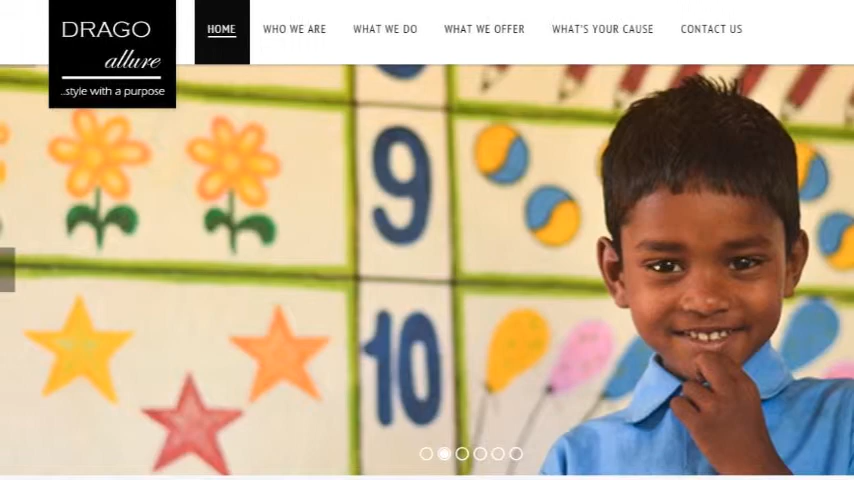 DRAGO
allure
..style with a purpose
HOME WHO WE ARE WHAT WE DO WHAT WE OFFER WHAT'S YOUR CAUSE CONTACT US
9
10